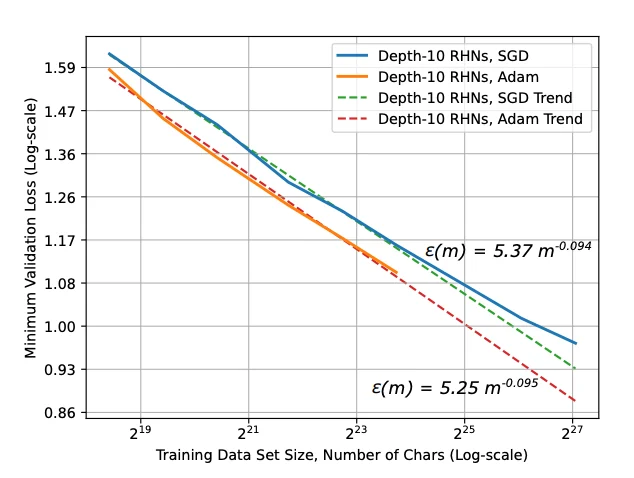 Depth-10 RHNs, SGD
Depth-10 RHNs, Adam
Depth-10 RHNs, SGD Trend
Depth-10 RHNs, Adam Trend
1.59
1.47
1.36
1.26
1.17
1.08
1.00
0.93
0.86
Minimum Validation Loss (Log-scale)
ε(m) = 5.37 m^-0.094
ε(m) = 5.25 m^-0.095
2^19 2^21 2^23 2^25 2^27
Training Data Set Size, Number of Chars (Log-scale)